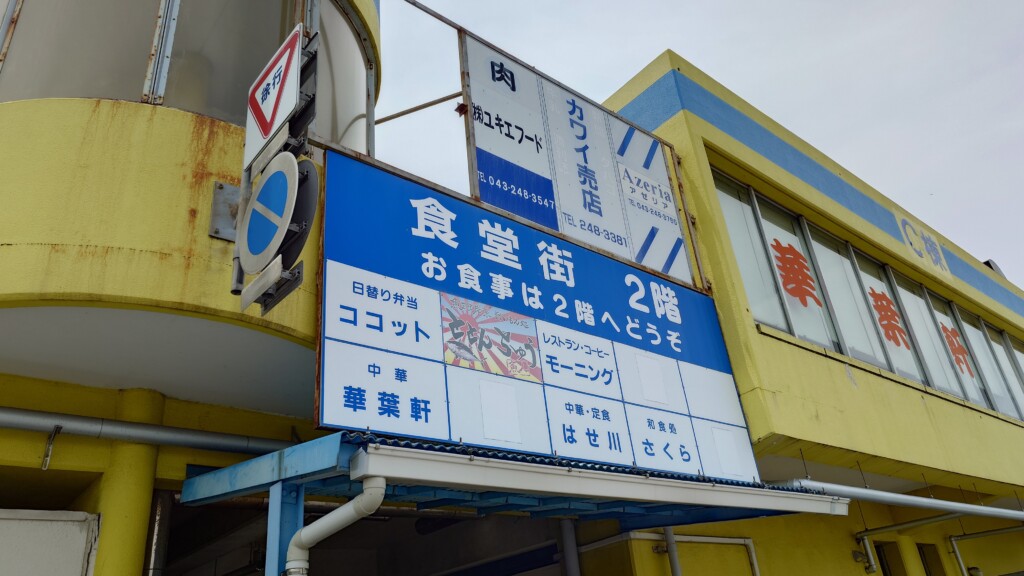 徐行
肉
㈱ユキエフード
TEL 043-248-3547
カワイ売店
TEL 248-3381
Azeria
アゼリア
食堂街 2階
お食事は2階へどうぞ
日替り弁当
ココット
レストラン・コーヒー
モーニング
中華
華葉軒
中華・定食
はせ川
和食処
さくら
C棟
華葉軒